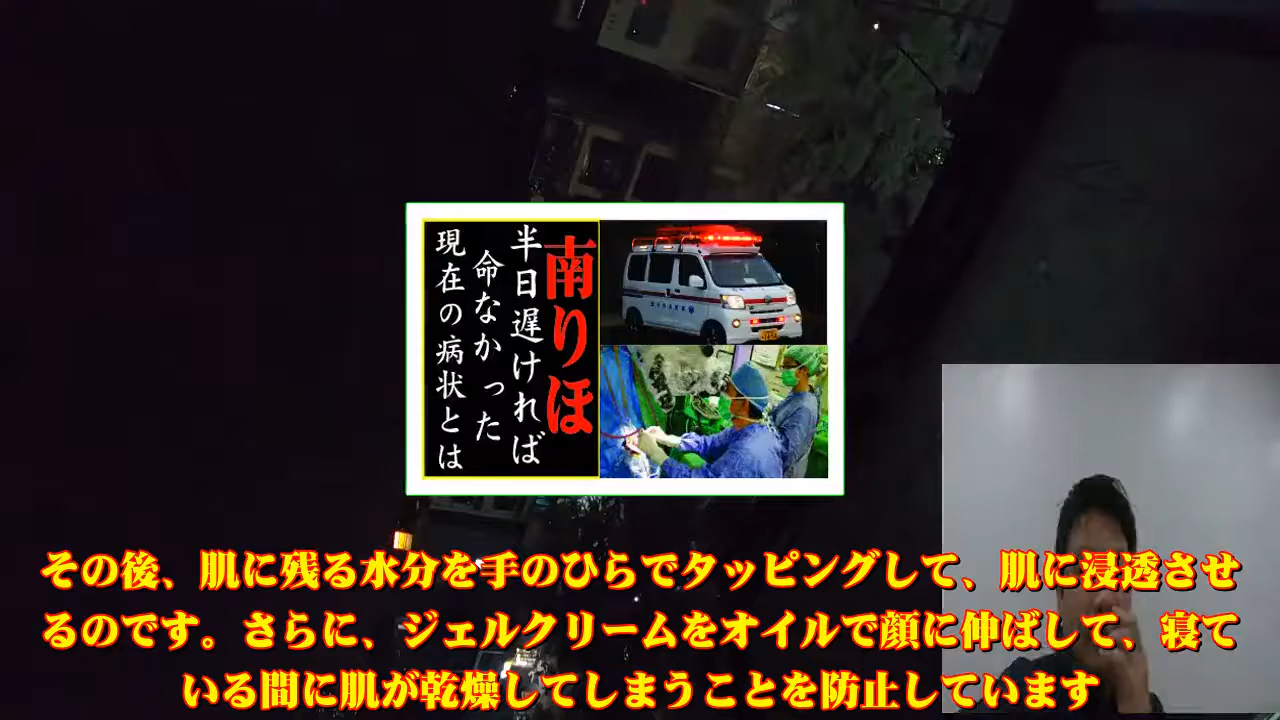 南りほ
半日遅ければ
命なかった
現在の病状とは
その後、肌に残る水分を手のひらでタッピングして、肌に浸透させ
るのです。さらに、ジェルクリームをオイルで顔に伸ばして、寝て
いる間に肌が乾燥してしまうことを防止しています